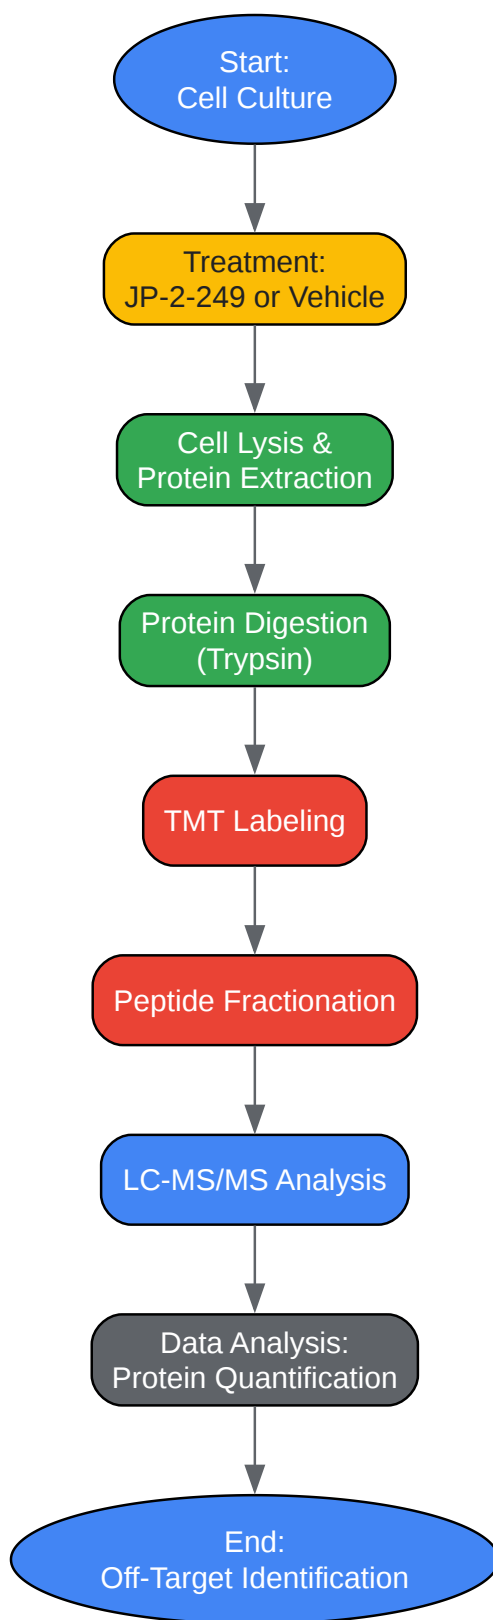 Start:
Cell Culture
Treatment:
JP-2-249 or Vehicle
Cell Lysis &
Protein Extraction
Protein Digestion
(Trypsin)
TMT Labeling
Peptide Fractionation
LC-MS/MS Analysis
Data Analysis:
Protein Quantification
End:
Off-Target Identification